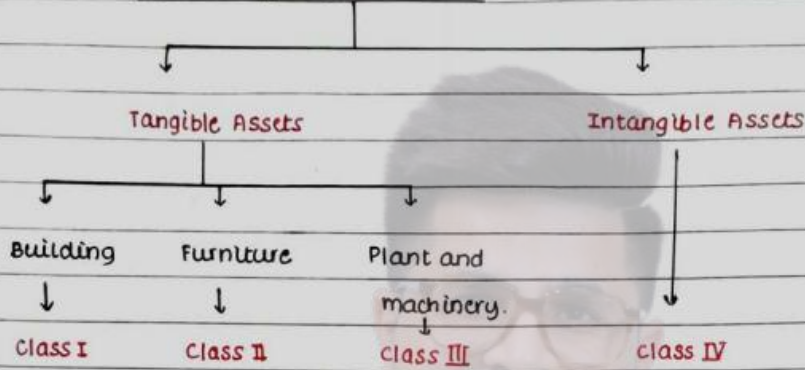 Tangible Assets Intangible Assets
Building Furniture Plant and
machinery.
Class I Class II Class III Class IV